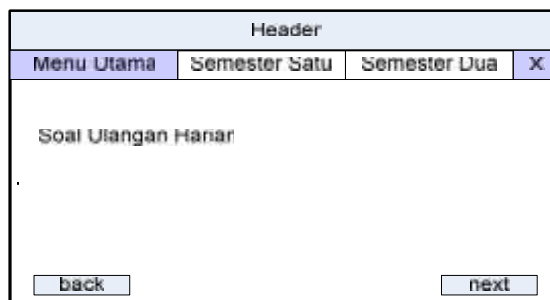 Header
Menu Utama Semester Satu Semester Dua X
Soal Ulangan Harian
back next